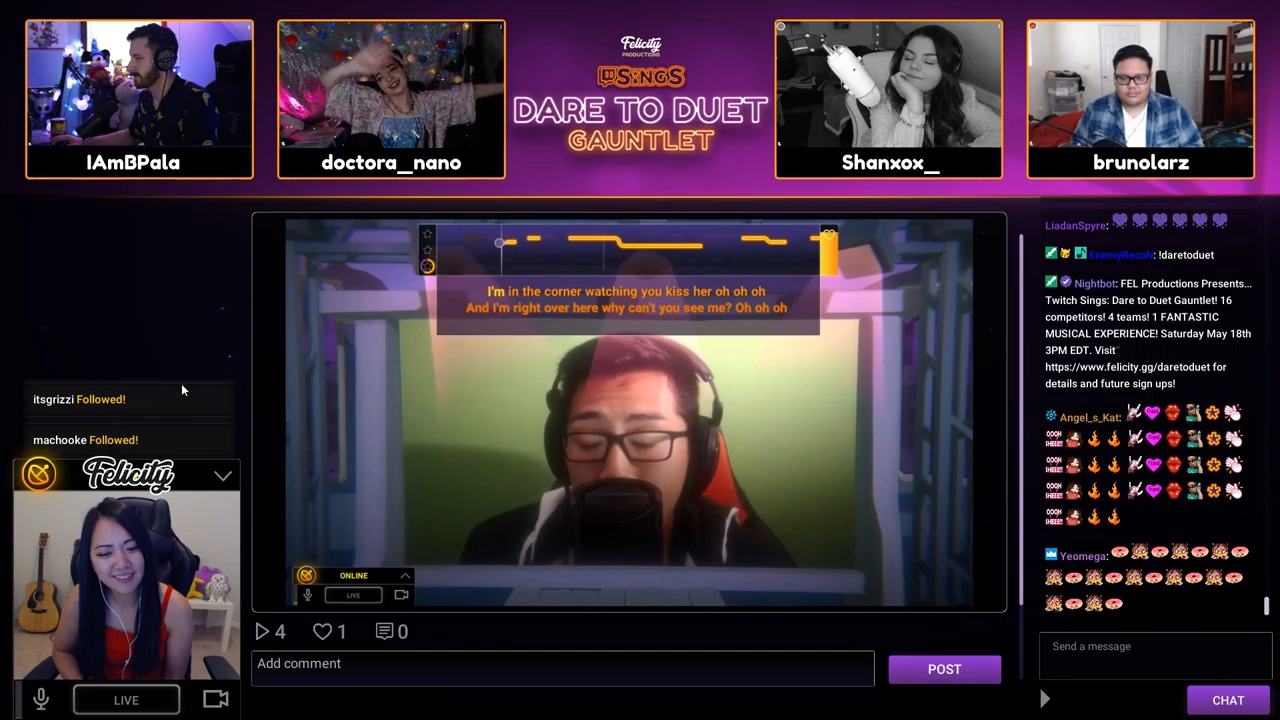 Felicity
PRODUCTIONS
SINGS
DARE TO DUET
GAUNTLET
IAmBPala
doctora__nano
Shanxox_
brunolarz
I'm in the corner watching you kiss her oh oh oh
And I'm right over here why can't you see me? Oh oh oh
itsgrizzi Followed!
machooke Followed!
Felicity
LIVE
ONLINE
LIVE
4
1
0
Add comment
POST
LiadanSpyre:
EnemyRecoN: !daretoduet
Nightbot: FEL Productions Presents...
Twitch Sings: Dare to Duet Gauntlet! 16
competitors! 4 teams! 1 FANTASTIC
MUSICAL EXPERIENCE! Saturday May 18th
3PM EDT. Visit
https://www.felicity.gg/daretoduet for
details and future sign ups!
Angel_s_Kat:
Yeomega:
Send a message
CHAT